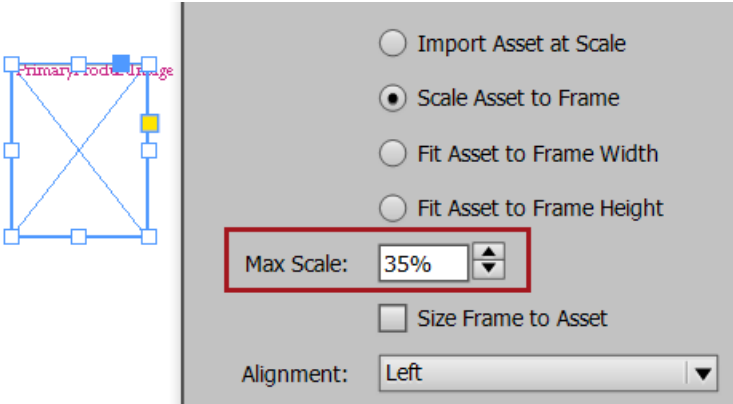 PrimaryProductImage
Import Asset at Scale
Scale Asset to Frame
Fit Asset to Frame Width
Fit Asset to Frame Height
Max Scale: 35%
Size Frame to Asset
Alignment: Left